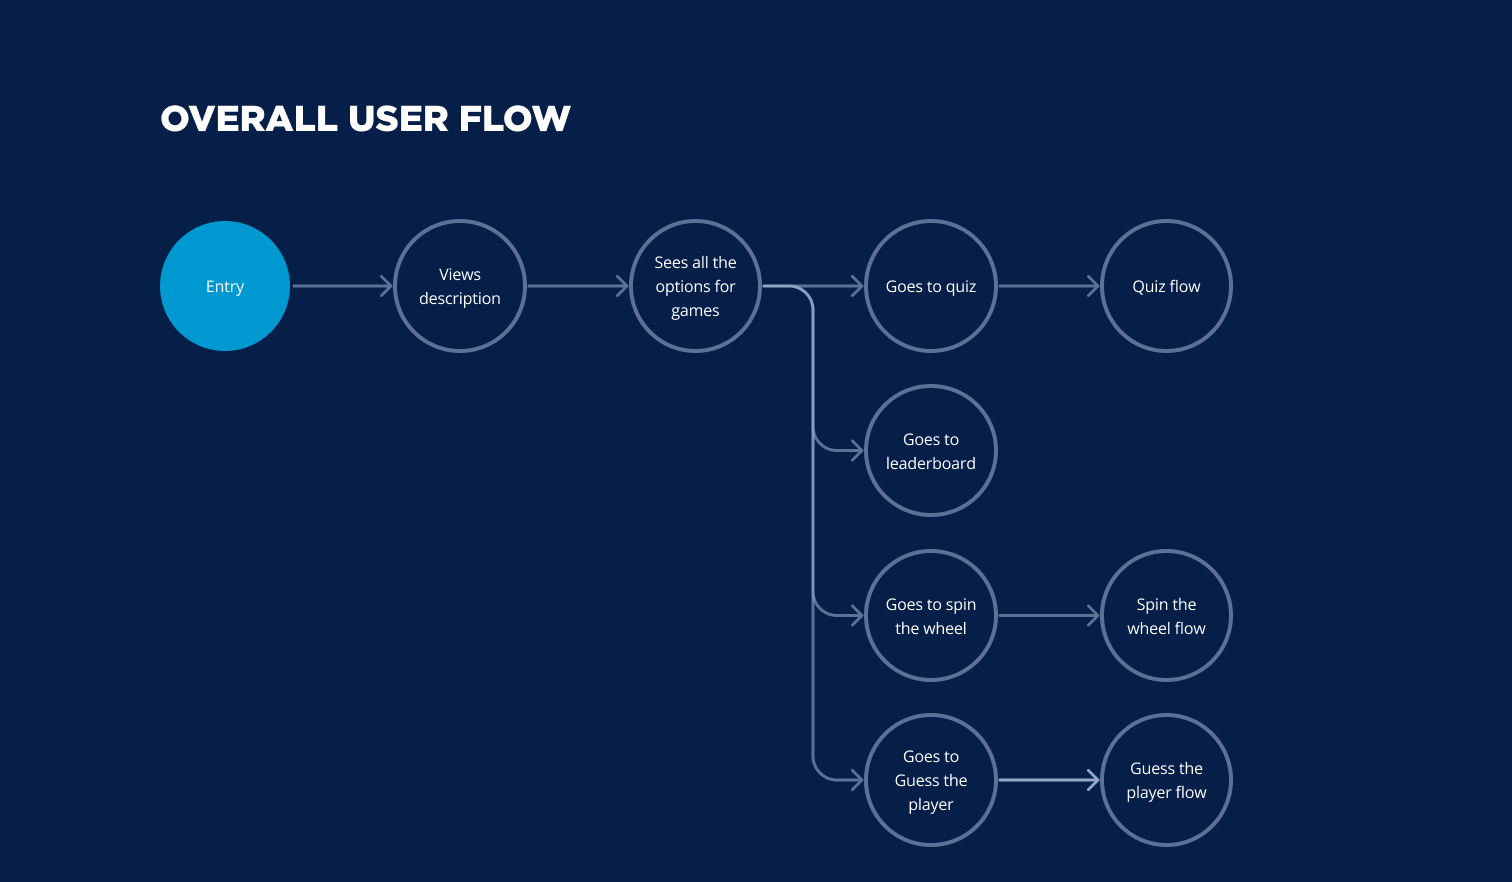 OVERALL USER FLOW
Entry
Views
description
Sees all the
options for
games
Goes to quiz
Quiz flow
Goes to
leaderboard
Goes to spin
the wheel
Spin the
wheel flow
Goes to
Guess the
player
Guess the
player flow